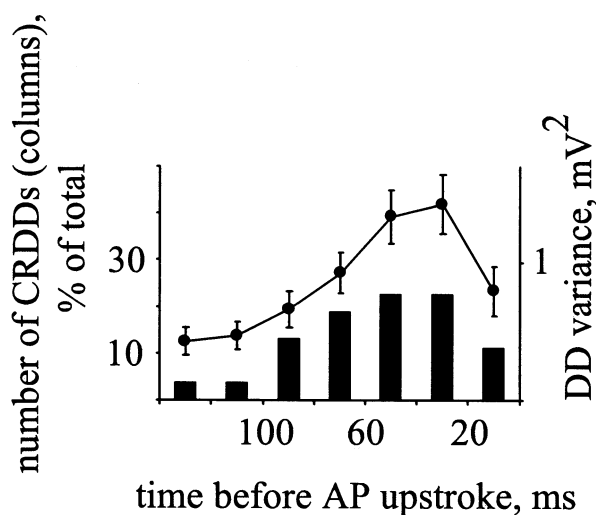 number of CRDDs (columns),
% of total
30
10
1
DD variance, mV2
100 60 20
time before AP upstroke, ms